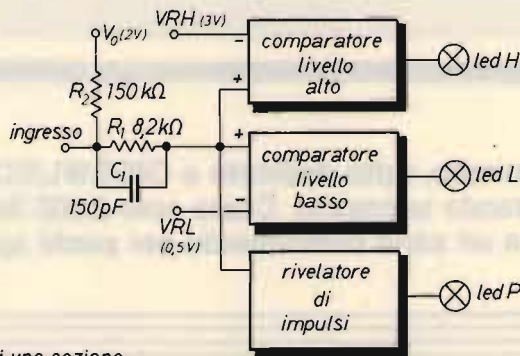 VRH (3V)
V₀ (2V)
comparatore
livello
alto
led H
R₂ 150 kΩ
R₁ 8,2kΩ
ingresso
C₁
150pF
VRL
(0,5V)
comparatore
livello
basso
led L
rivelatore
di
impulsi
led P
- + + -